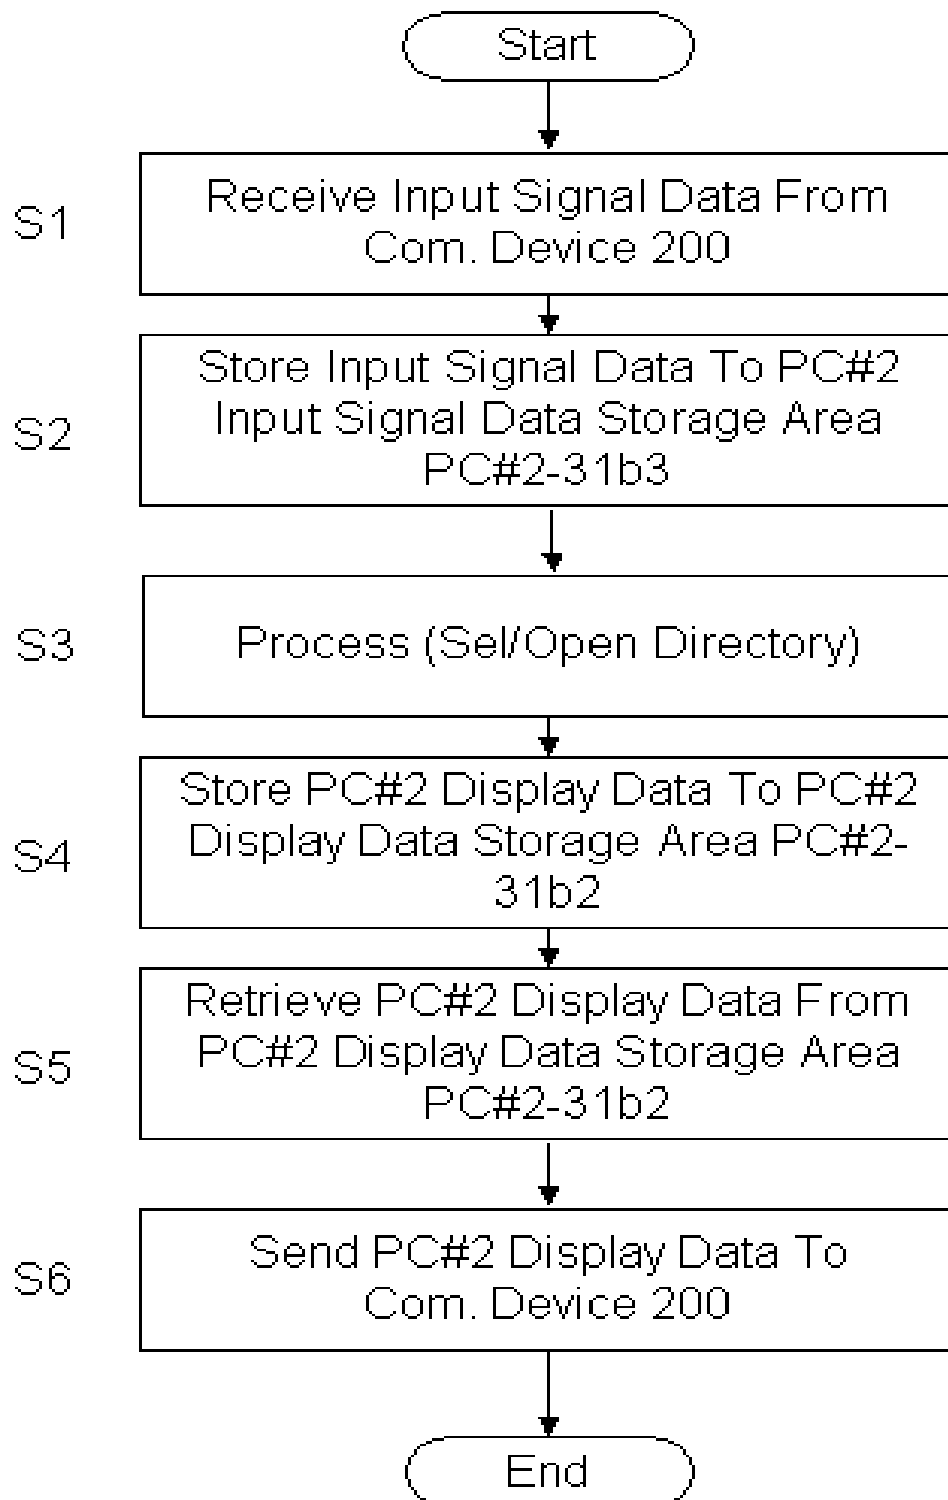 Start
S1
Receive Input Signal Data From
Com. Device 200
S2
Store Input Signal Data To PC#2
Input Signal Data Storage Area
PC#2-31b3
S3
Process (Sel/Open Directory)
S4
Store PC#2 Display Data To PC#2
Display Data Storage Area PC#2-
31b2
S5
Retrieve PC#2 Display Data From
PC#2 Display Data Storage Area
PC#2-31b2
S6
Send PC#2 Display Data To
Com. Device 200
End